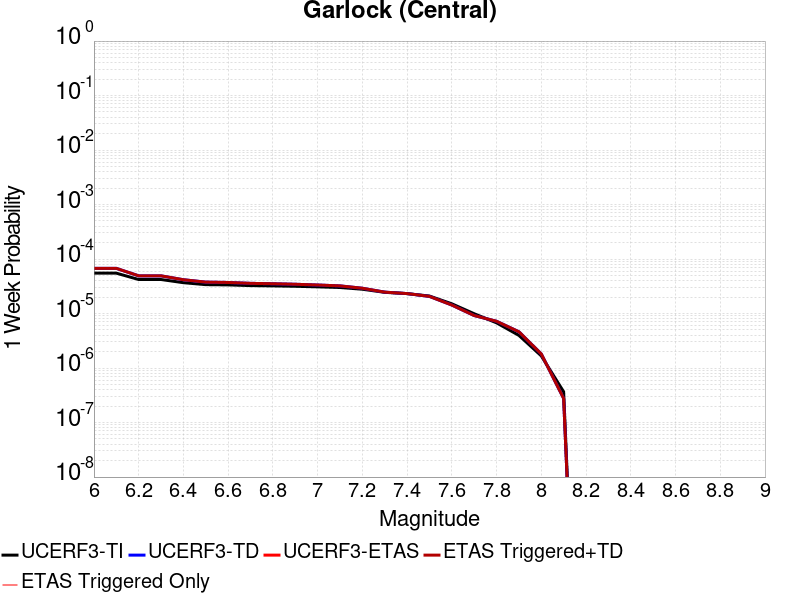 Garlock (Central)
10^0
10^-1
10^-2
10^-3
10^-4
10^-5
10^-6
10^-7
10^-8
1 Week Probability
6 6.2 6.4 6.6 6.8 7 7.2 7.4 7.6 7.8 8 8.2 8.4 8.6 8.8 9
Magnitude
UCERF3-TI UCERF3-TD UCERF3-ETAS ETAS Triggered+TD
ETAS Triggered Only